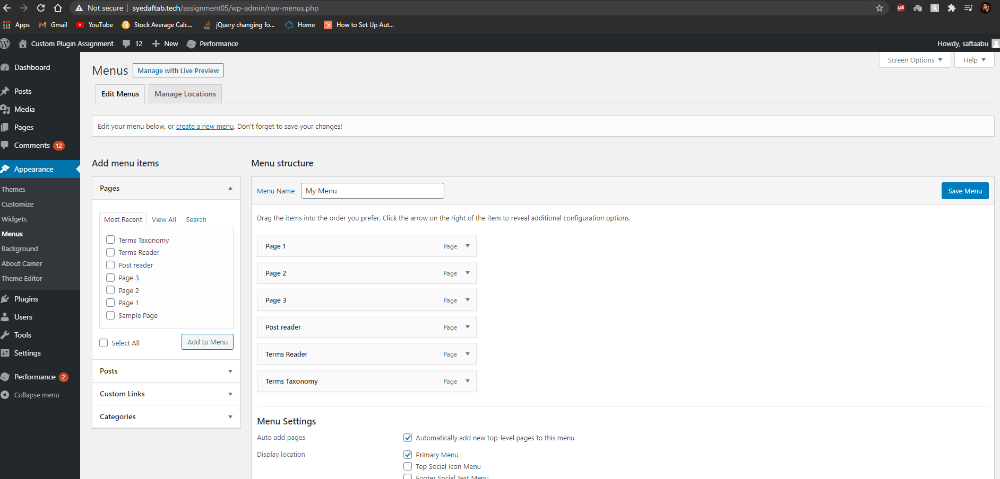 Not secure | syedaftab.tech/assignment05/wp-admin/nav-menus.php
Apps Gmail YouTube Stock Average Calc... jQuery changing fo... Home How to Set Up Aut...
Custom Plugin Assignment 12 New Performance Howdy, saftaabu
Dashboard
Posts
Media
Pages
Comments 12
Appearance
Themes
Customize
Widgets
Menus
Background
About Camer
Theme Editor
Plugins
Users
Tools
Settings
Performance 2
Collapse menu
Screen Options Help
Menus Manage with Live Preview
Edit Menus Manage Locations
Edit your menu below, or create a new menu. Don't forget to save your changes!
Add menu items
Pages
Most Recent View All Search
Terms Taxonomy
Terms Reader
Post reader
Page 3
Page 2
Page 1
Sample Page
Select All Add to Menu
Posts
Custom Links
Categories
Menu structure
Menu Name My Menu Save Menu
Drag the items into the order you prefer. Click the arrow on the right of the item to reveal additional configuration options.
Page 1 Page
Page 2 Page
Page 3 Page
Post reader Page
Terms Reader Page
Terms Taxonomy Page
Menu Settings
Auto add pages Automatically add new top-level pages to this menu
Display location Primary Menu
Top Social Icon Menu
Footer Social Text Menu